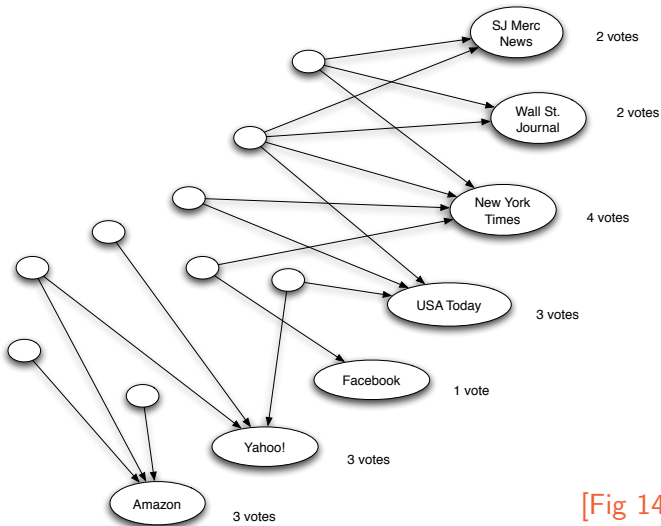 SJ Merc
News
2 votes
Wall St.
Journal
2 votes
New York
Times
4 votes
USA Today
3 votes
Facebook
1 vote
Yahoo!
3 votes
Amazon
3 votes
[Fig 14